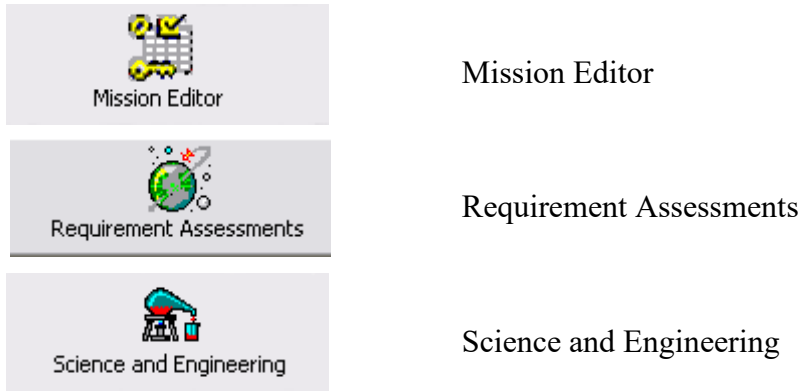 Mission Editor
Mission Editor
Requirement Assessments
Requirement Assessments
Science and Engineering
Science and Engineering